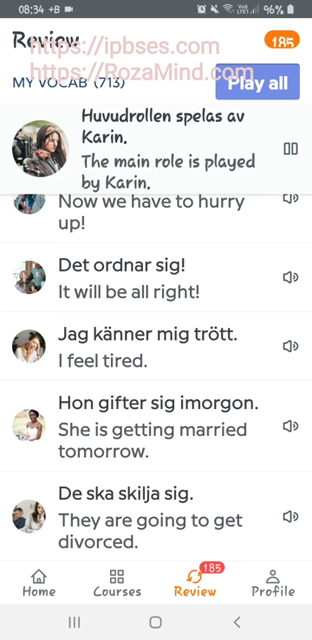 08:34 +B
96%
Review
185
https://ipbses.com
https://RozaMind.com
MY VOCAB (713)
Play all
Huvudrollen spelas av
Karin.
The main role is played
by Karin.
Now we have to hurry
up!
Det ordnar sig!
It will be all right!
Jag känner mig trött.
I feel tired.
Hon gifter sig imorgon.
She is getting married
tomorrow.
De ska skilja sig.
They are going to get
divorced.
185
Home
Courses
Review
Profile